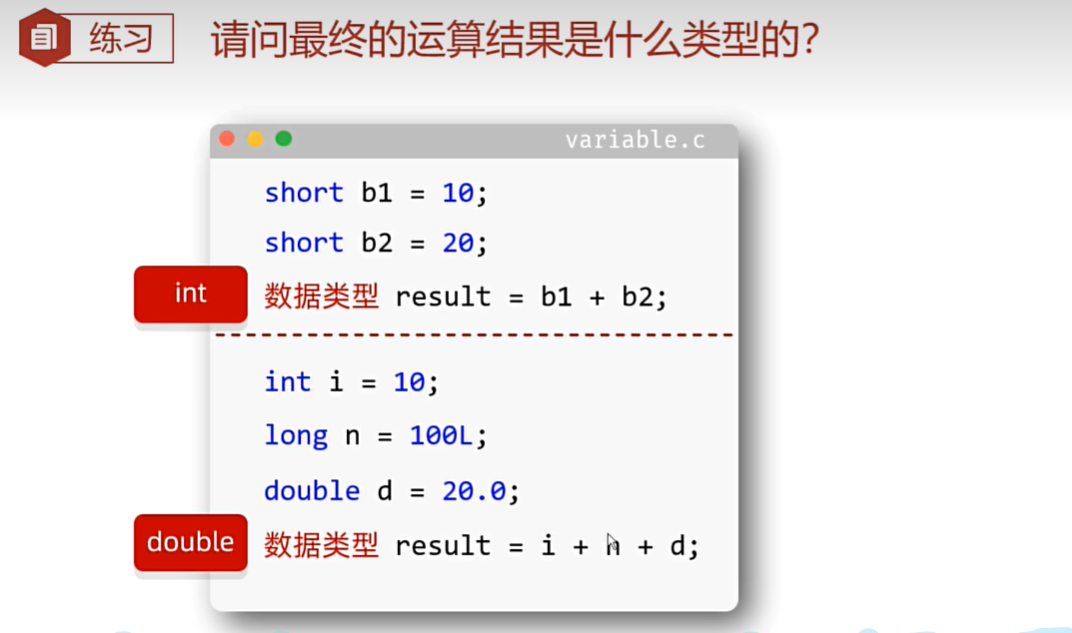 练习 请问最终的运算结果是什么类型的?
variable.c
short b1 = 10;
short b2 = 20;
int 数据类型 result = b1 + b2;
int i = 10;
long n = 100L;
double d = 20.0;
double 数据类型 result = i + n + d;